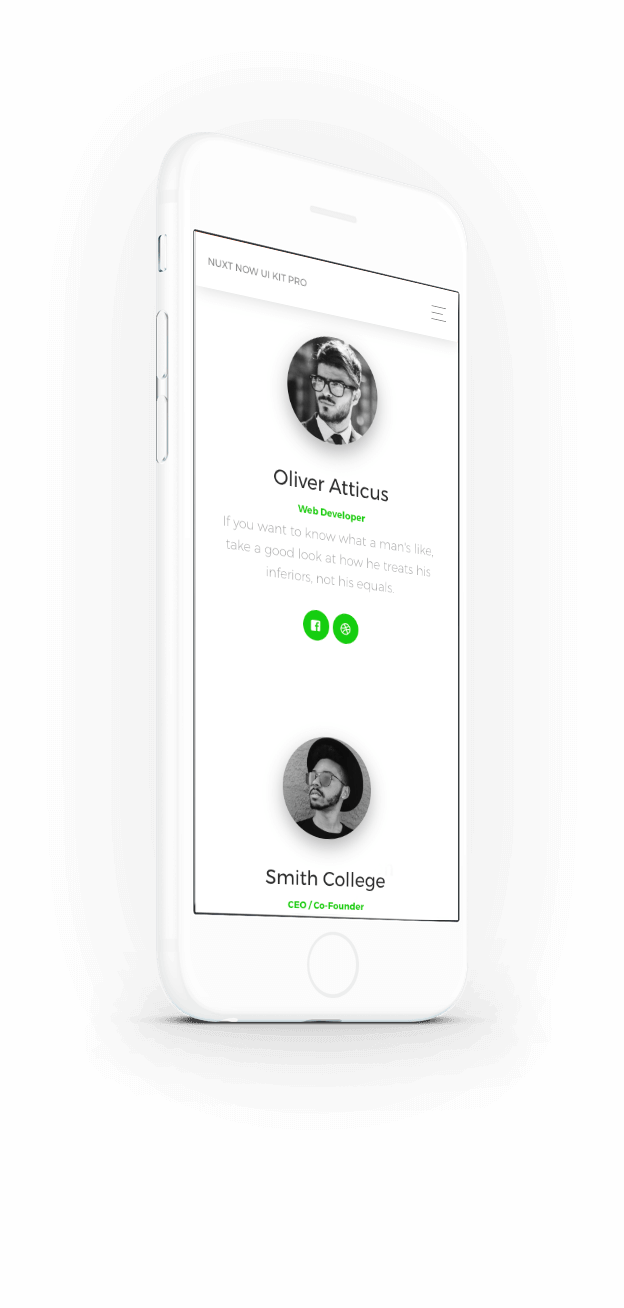 NUXT NOW UI KIT PRO
Oliver Atticus
Web Developer
If you want to know what a man's like,
take a good look at how he treats his
inferiors, not his equals.
Smith College
CEO / Co-Founder